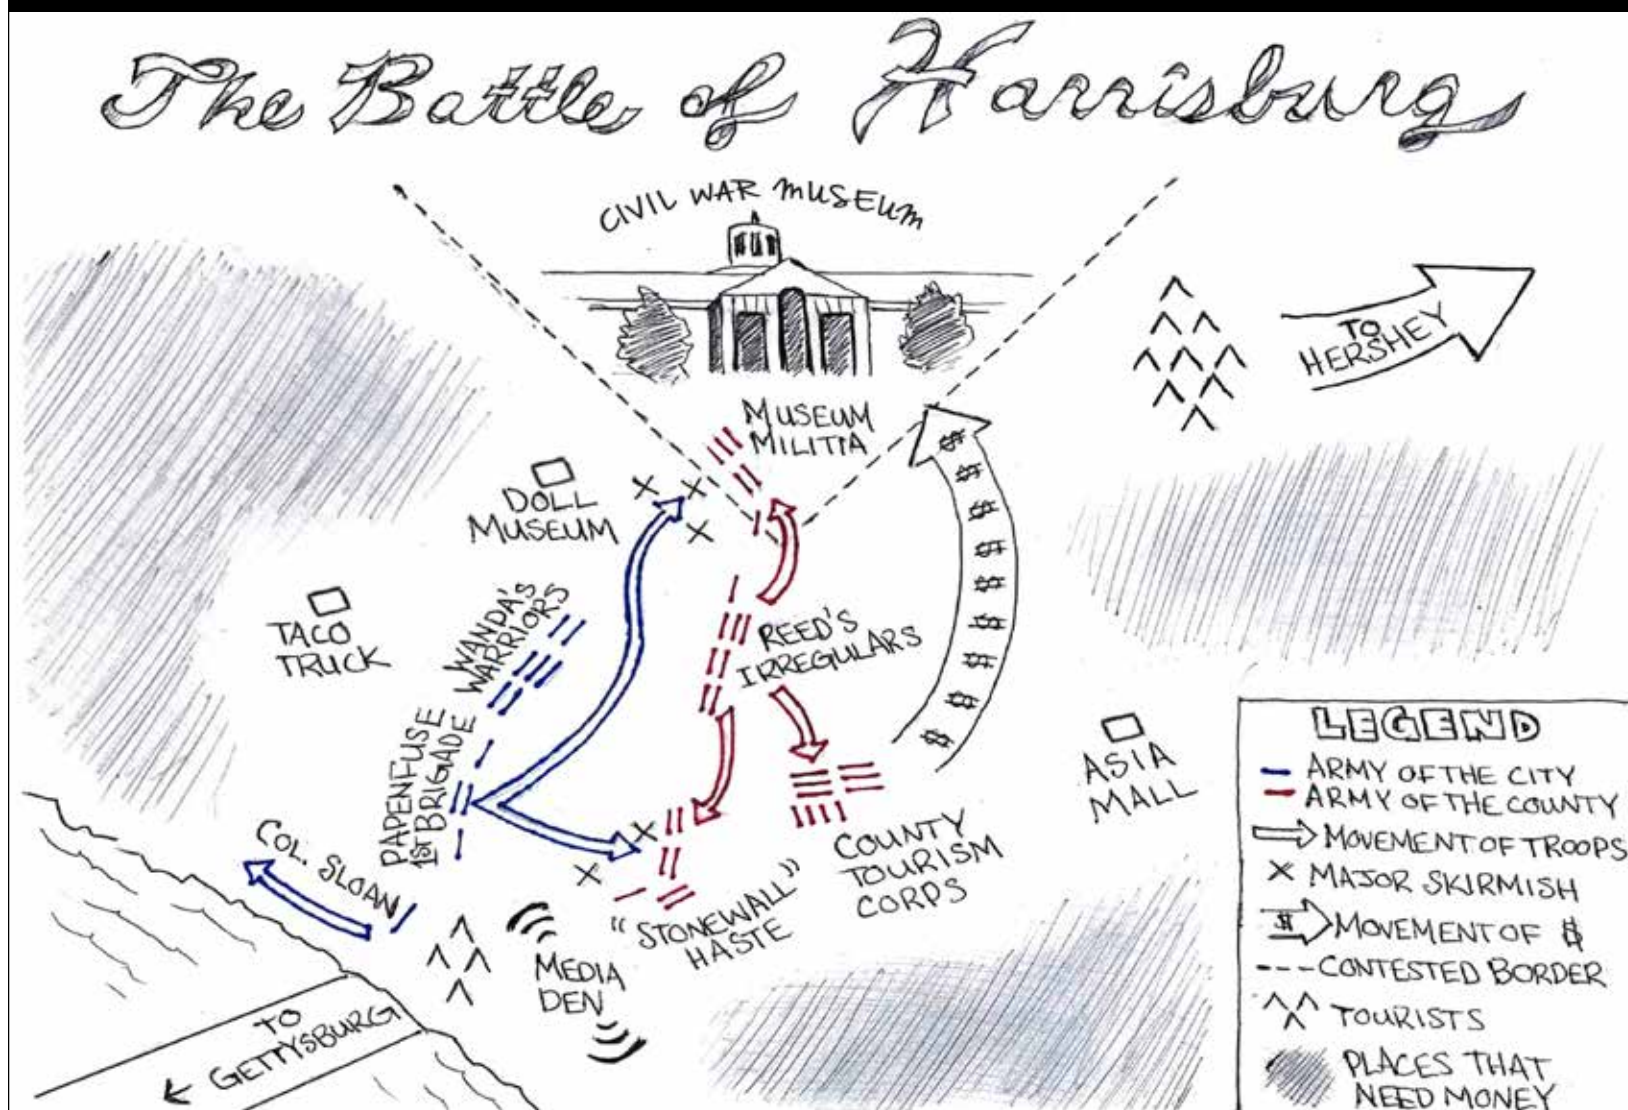 The Battle of Harrisburg
CIVIL WAR MUSEUM
TO
HERSHEY
MUSEUM
MILITIA
DOLL
MUSEUM
WANDA'S
WARRIORS
TACO
TRUCK
REED'S
IRREGULARS
PAPENFUSE
1ST BRIGADE
COL. SLOAN
ASIA
MALL
COUNTY
TOURISM
CORPS
"STONEWALL"
HASTE
MEDIA
DEN
TO
GETTYSBURG
$
$
$
$
$
$
$
$
$
LEGEND
ARMY OF THE CITY
ARMY OF THE COUNTY
MOVEMENT OF TROOPS
X MAJOR SKIRMISH
$ MOVEMENT OF $
CONTESTED BORDER
TOURISTS
PLACES THAT
NEED MONEY